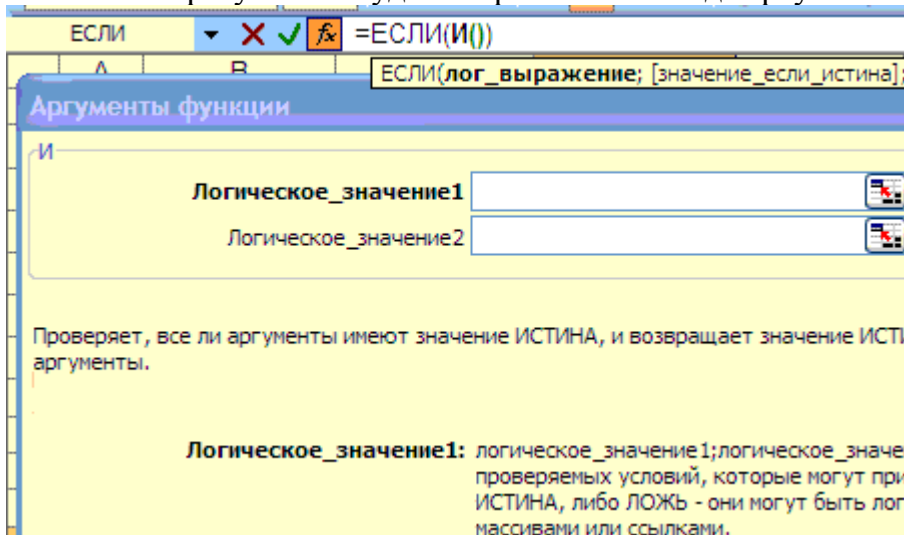 ЕСЛИ fx =ЕСЛИ(И())
A B
ЕСЛИ(лог_выражение; [значение_если_истина];
Аргументы функции
И
Логическое_значение1
Логическое_значение2
Проверяет, все ли аргументы имеют значение ИСТИНА, и возвращает значение
аргументы.
Логическое_значение1: логическое_значение1;логическое_значе
проверяемых условий, которые могут при
ИСТИНА, либо ЛОЖЬ - они могут быть лог
массивами или ссылками.